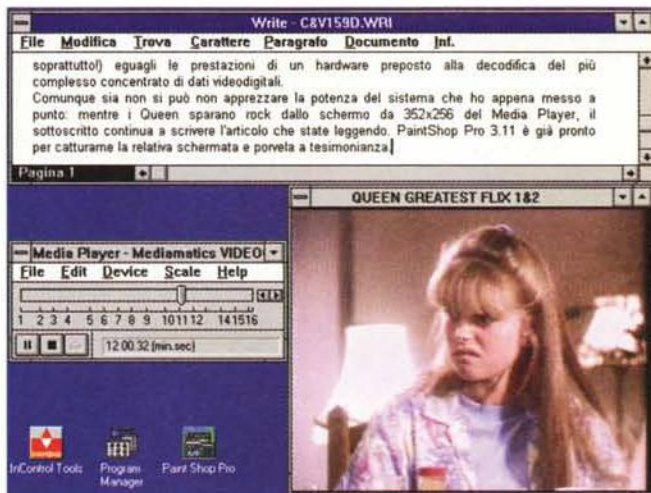 Write - C&V159D.WRI
File Modifica Trova Carattere Paragrafo Documento Inf.
soprattutto!) eguagli le prestazioni di un hardware preposto alla decodifica del più
complesso concentrato di dati videodigitali.
Comunque sia non si può non apprezzare la potenza del sistema che ho appena messo a
punto: mentre i Queen sparano rock dallo schermo da 352x256 del Media Player, il
sottoscritto continua a scrivere l'articolo che state leggendo. PaintShop Pro 3.11 è già pronto
per catturarne la relativa schermata e porvela a tesimonianza.
Pagina 1
QUEEN GREATEST FLIX 1&2
Media Player - Mediamatics VIDEO
File Edit Device Scale Help
1 2 3 4 5 6 7 8 9 10 11 12 14 15 16
12:00.32 (min.sec)
InControl Tools
Program Manager
Paint Shop Pro